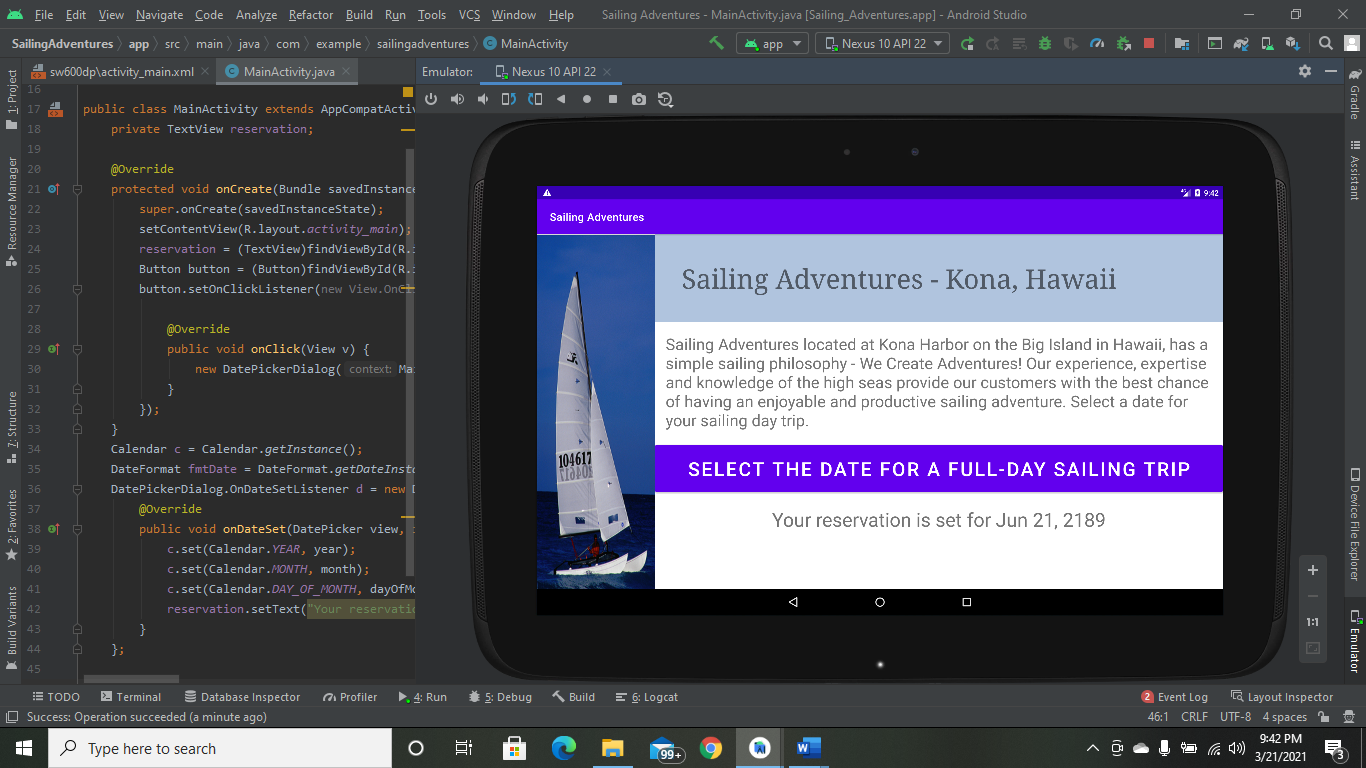 File Edit View Navigate Code Analyze Refactor Build Run Tools VCS Window Help Sailing Adventures - MainActivity.java [Sailing_Adventures.app] - Android Studio
SailingAdventures app src main java com example sailingadventures MainActivity app Nexus 10 API 22
sw600dp\activity_main.xml MainActivity.java Emulator: Nexus 10 API 22
1: Project
Resource Manager
7: Structure
2: Favorites
Build Variants
16
17 public class MainActivity extends AppCompatActiv
18 private TextView reservation;
19
20 @Override
21 protected void onCreate(Bundle savedInstance
22 super.onCreate(savedInstanceState);
23 setContentView(R.layout.activity_main);
24 reservation = (TextView)findViewById(R.
25 Button button = (Button)findViewById(R.
26 button.setOnClickListener(new View.OnCl
27
28 @Override
29 public void onClick(View v) {
30 new DatePickerDialog( context: Mai
31 }
32 });
33 }
34 Calendar c = Calendar.getInstance();
35 DateFormat fmtDate = DateFormat.getDateInsta
36 DatePickerDialog.OnDateSetListener d = new D
37 @Override
38 public void onDateSet(DatePicker view,
39 c.set(Calendar.YEAR, year);
40 c.set(Calendar.MONTH, month);
41 c.set(Calendar.DAY_OF_MONTH, dayOfMo
42 reservation.setText("Your reservatio
43 }
44 };
45
9:42
Sailing Adventures
Sailing Adventures - Kona, Hawaii
Sailing Adventures located at Kona Harbor on the Big Island in Hawaii, has a
simple sailing philosophy - We Create Adventures! Our experience, expertise
and knowledge of the high seas provide our customers with the best chance
of having an enjoyable and productive sailing adventure. Select a date for
your sailing day trip.
104617
104617
SELECT THE DATE FOR A FULL-DAY SAILING TRIP
Your reservation is set for Jun 21, 2189
1:1
Gradle
Assistant
Device File Explorer
Emulator
TODO Terminal Database Inspector Profiler 4: Run 5: Debug Build 6: Logcat 2 Event Log Layout Inspector
Success: Operation succeeded (a minute ago) 46:1 CRLF UTF-8 4 spaces
Type here to search 99+ 9:42 PM
3/21/2021 3